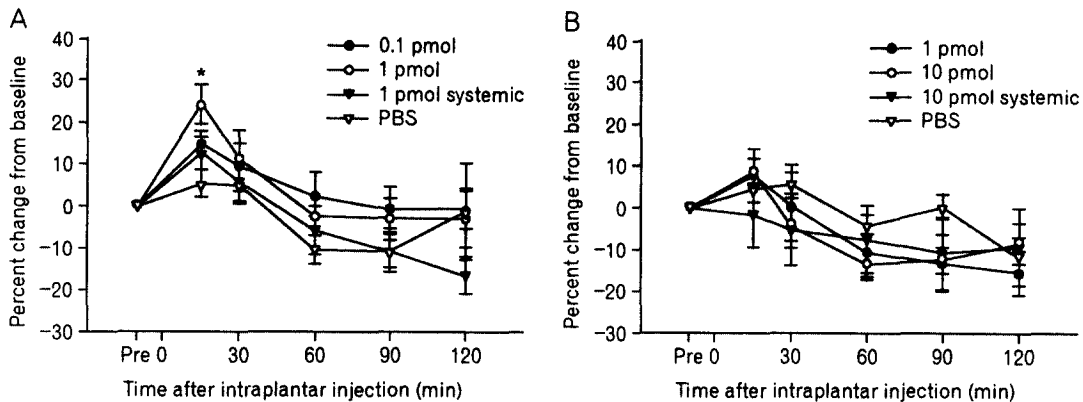 A
40
30
20
10
0
−10
−20
−30
Percent change from baseline
*
0.1 pmol
1 pmol
1 pmol systemic
PBS
Pre 0 30 60 90 120
Time after intraplantar injection (min)
B
40
30
20
10
0
−10
−20
−30
Percent change from baseline
1 pmol
10 pmol
10 pmol systemic
PBS
Pre 0 30 60 90 120
Time after intraplantar injection (min)